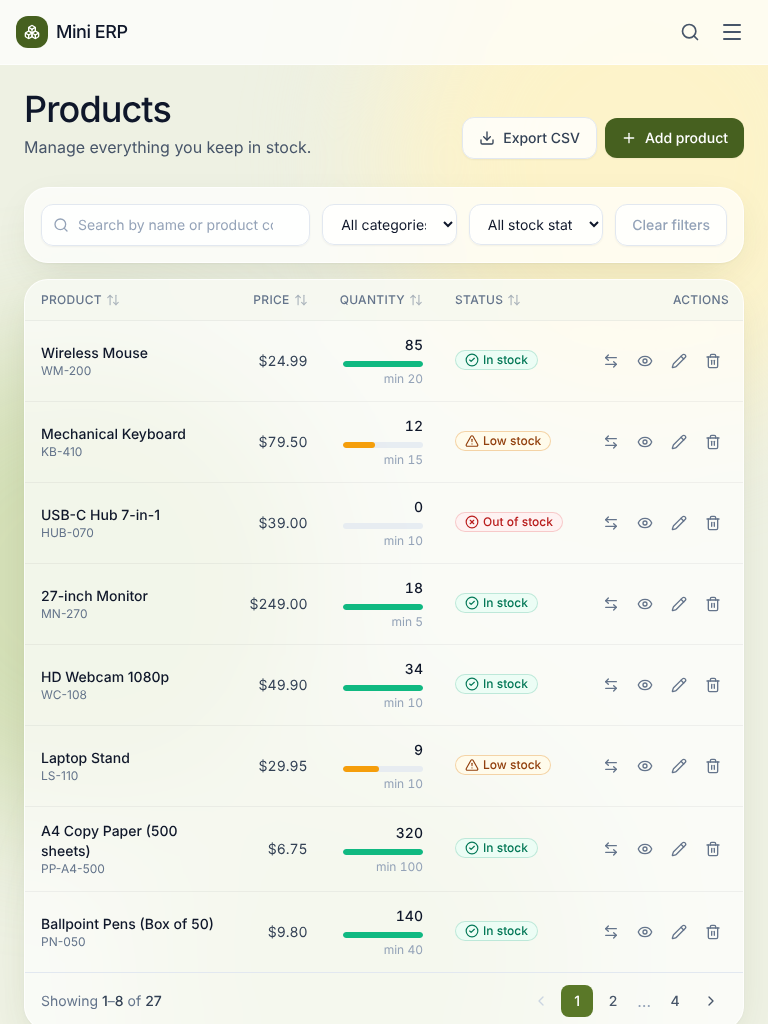 Mini ERP
Products
Manage everything you keep in stock.
Export CSV
Add product
Search by name or product co
All categories
All stock stat
Clear filters
PRODUCT PRICE QUANTITY STATUS ACTIONS
Wireless Mouse
WM-200
$24.99
85
min 20
In stock
Mechanical Keyboard
KB-410
$79.50
12
min 15
Low stock
USB-C Hub 7-in-1
HUB-070
$39.00
0
min 10
Out of stock
27-inch Monitor
MN-270
$249.00
18
min 5
In stock
HD Webcam 1080p
WC-108
$49.90
34
min 10
In stock
Laptop Stand
LS-110
$29.95
9
min 10
Low stock
A4 Copy Paper (500
sheets)
PP-A4-500
$6.75
320
min 100
In stock
Ballpoint Pens (Box of 50)
PN-050
$9.80
140
min 40
In stock
Showing 1–8 of 27
1 2 ... 4